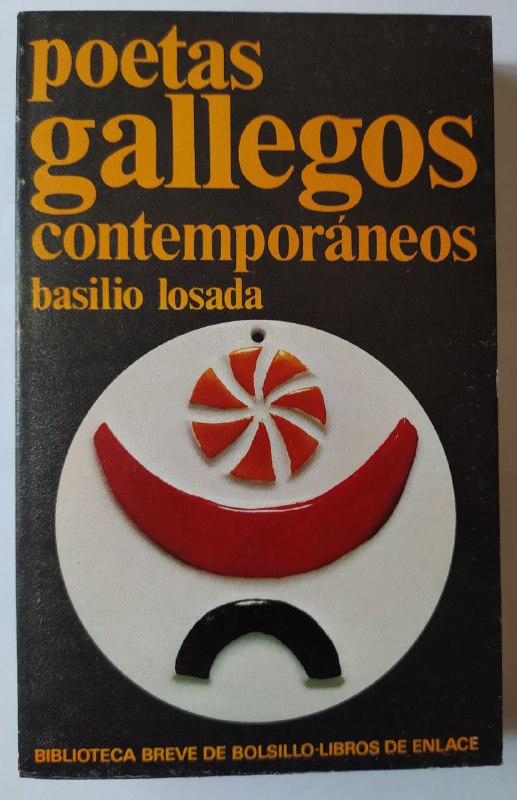 poetas
gallegos
contemporáneos
basilio losada
BIBLIOTECA BREVE DE BOLSILLO-LIBROS DE ENLACE